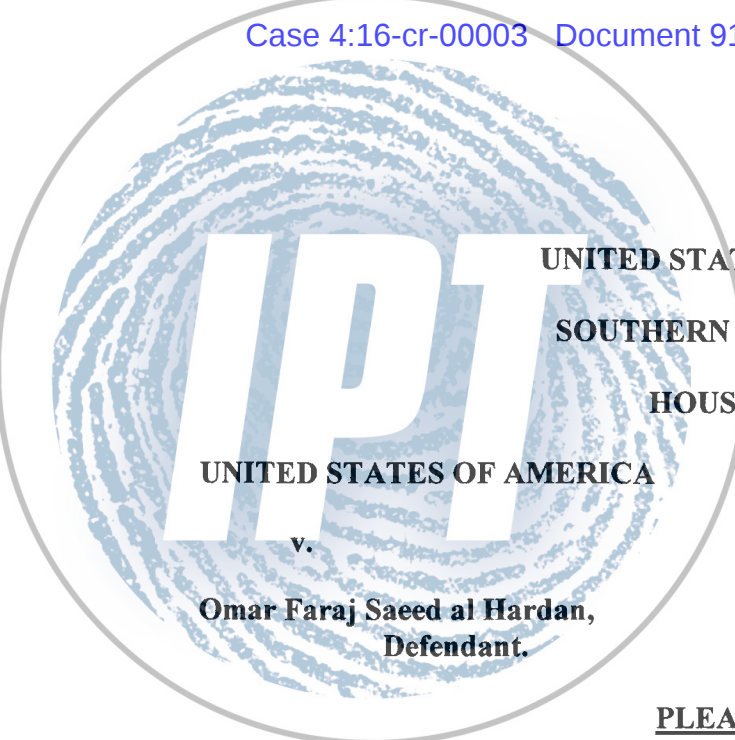 Case 4:16-cr-00003 Document 91
IPT
UNITED STAT
SOUTHERN
HOUS
UNITED STATES OF AMERICA
v.
Omar Faraj Saeed al Hardan,
Defendant.
PLEA